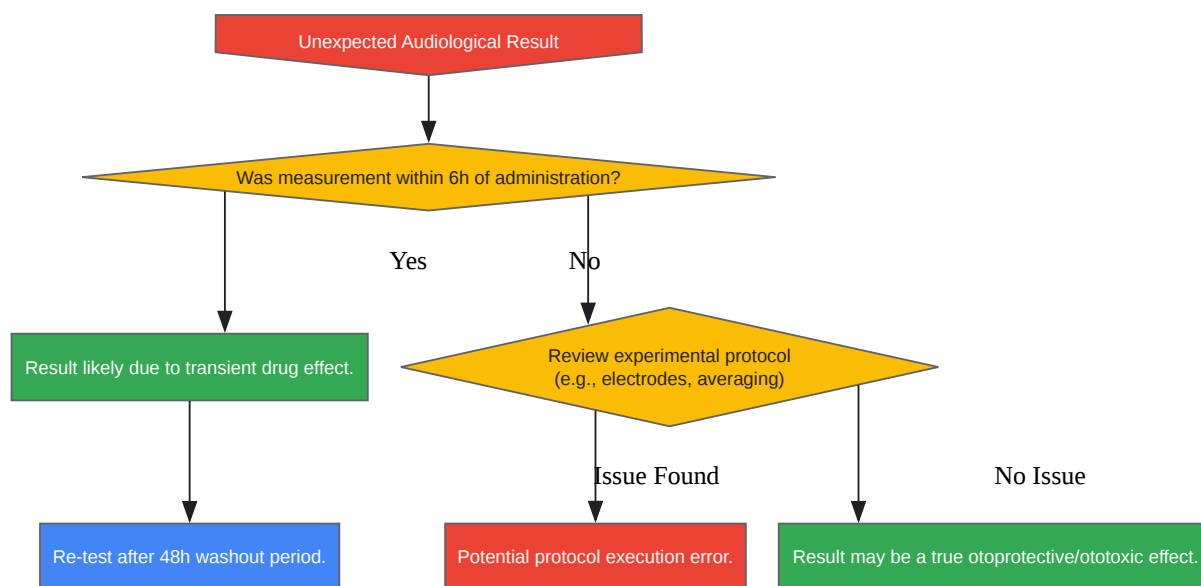 Unexpected Audiological Result
Was measurement within 6h of administration?
Yes
No
Result likely due to transient drug effect.
Review experimental protocol
(e.g., electrodes, averaging)
Issue Found
No Issue
Re-test after 48h washout period.
Potential protocol execution error.
Result may be a true otoprotective/ototoxic effect.